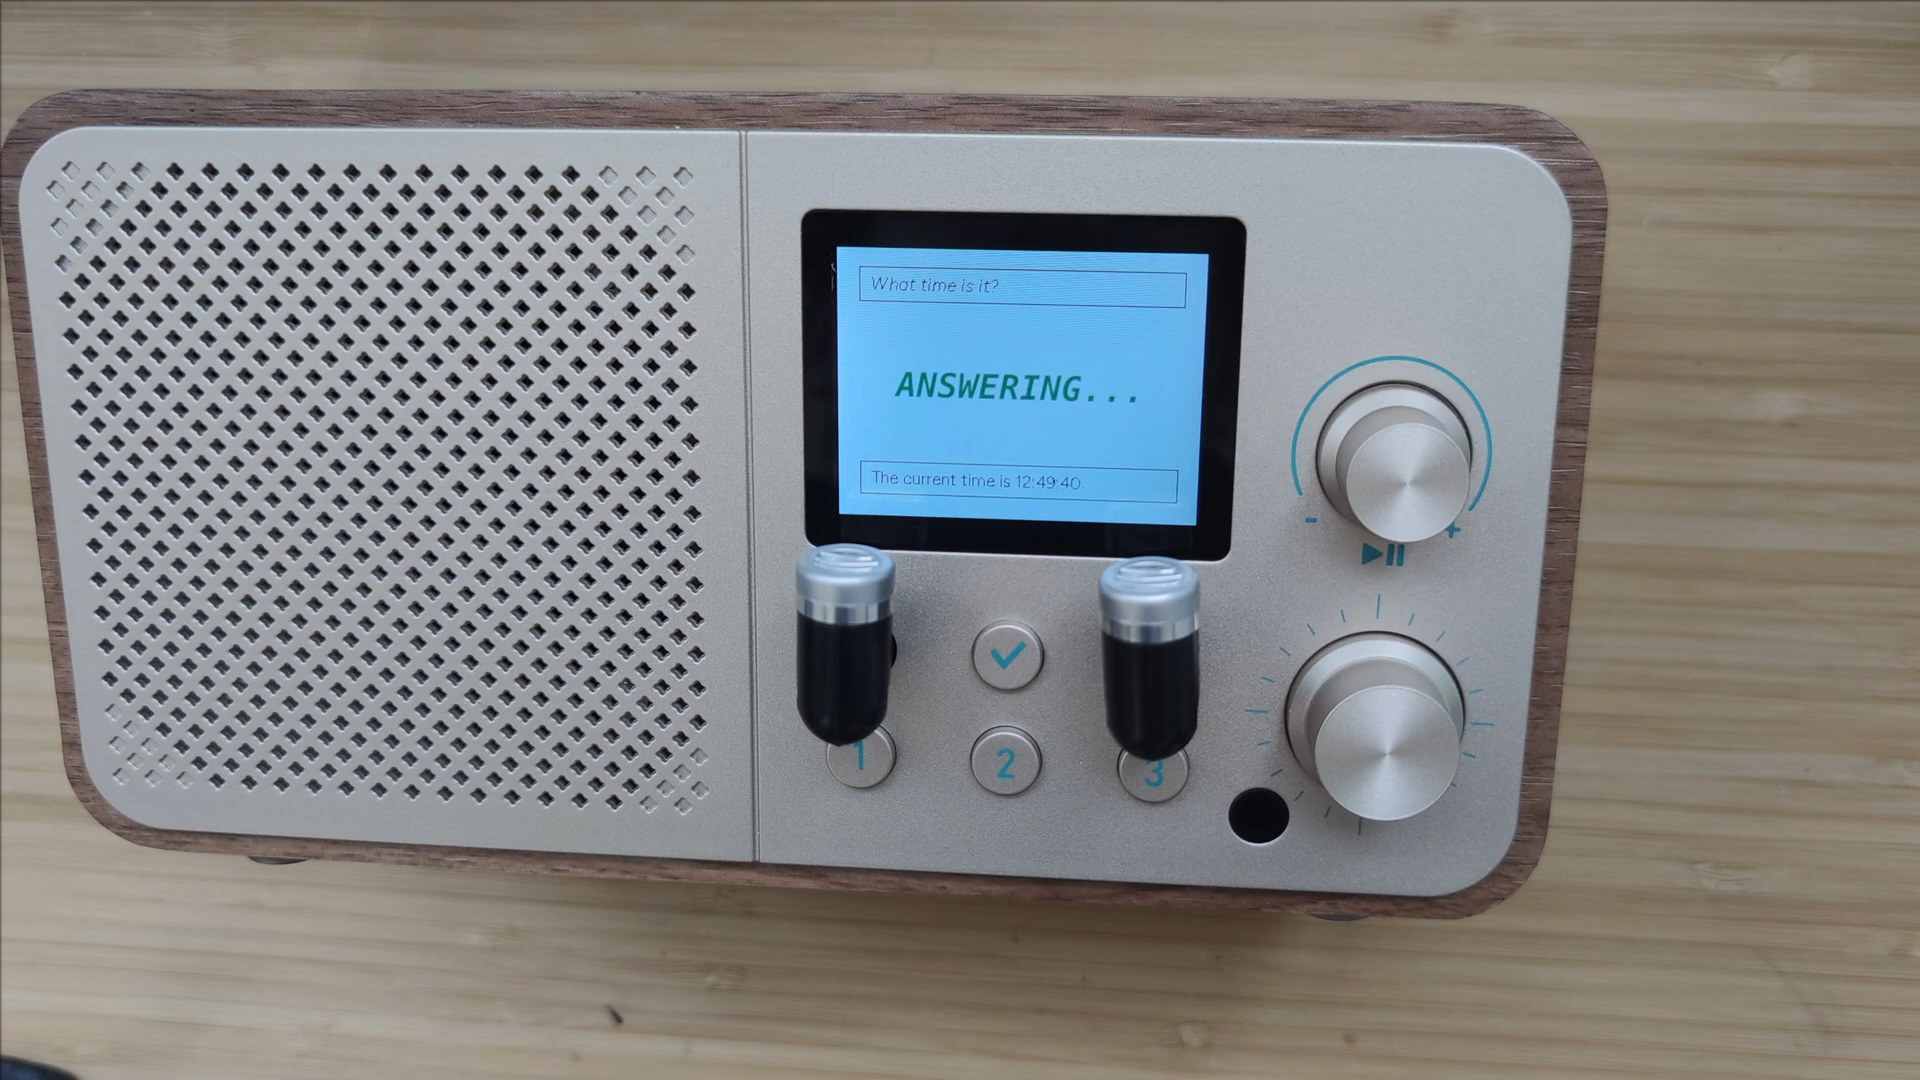 What time is it?
ANSWERING...
The current time is 12:49:40.
- +
1 2 3